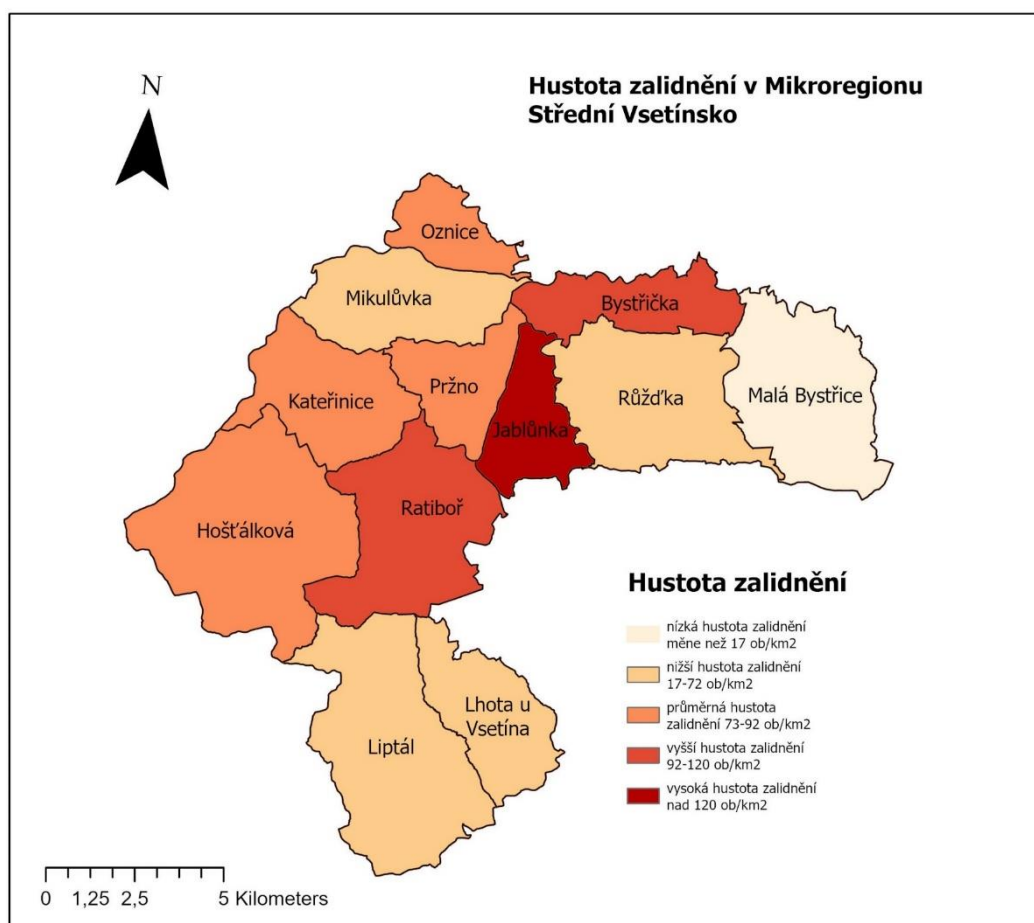 N
Hustota zalidnění v Mikroregionu
Střední Vsetínsko
Oznice
Mikulůvka
Bystřička
Kateřinice
Pržno
Jablůnka
Růžďka
Malá Bystřice
Hošťálková
Ratiboř
Liptál
Lhota u
Vsetína
Hustota zalidnění
nízká hustota zalidnění
měne než 17 ob/km2
nižší hustota zalidnění
17-72 ob/km2
průměrná hustota
zalidnění 73-92 ob/km2
vyšší hustota zalidnění
92-120 ob/km2
vysoká hustota zalidnění
nad 120 ob/km2
0 1,25 2,5 5 Kilometers